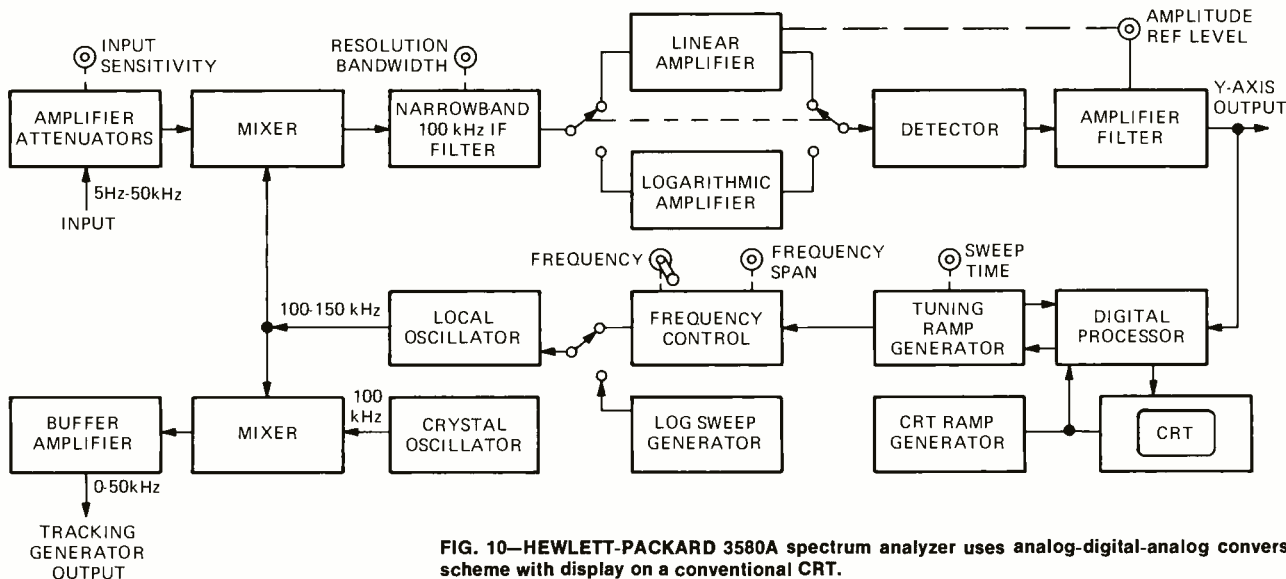 INPUT
SENSITIVITY
RESOLUTION
BANDWIDTH
LINEAR
AMPLIFIER
AMPLITUDE
REF LEVEL
Y-AXIS
OUTPUT
AMPLIFIER
ATTENUATORS
MIXER
NARROWBAND
100 kHz IF
FILTER
DETECTOR
AMPLIFIER
FILTER
5Hz-50kHz
INPUT
LOGARITHMIC
AMPLIFIER
FREQUENCY
FREQUENCY
SPAN
SWEEP
TIME
100-150 kHz
LOCAL
OSCILLATOR
FREQUENCY
CONTROL
TUNING
RAMP
GENERATOR
DIGITAL
PROCESSOR
BUFFER
AMPLIFIER
MIXER
100
kHz
CRYSTAL
OSCILLATOR
LOG SWEEP
GENERATOR
CRT RAMP
GENERATOR
CRT
0-50kHz
TRACKING
GENERATOR
OUTPUT
FIG. 10—HEWLETT-PACKARD 3580A spectrum analyzer uses analog-digital-analog convers
scheme with display on a conventional CRT.